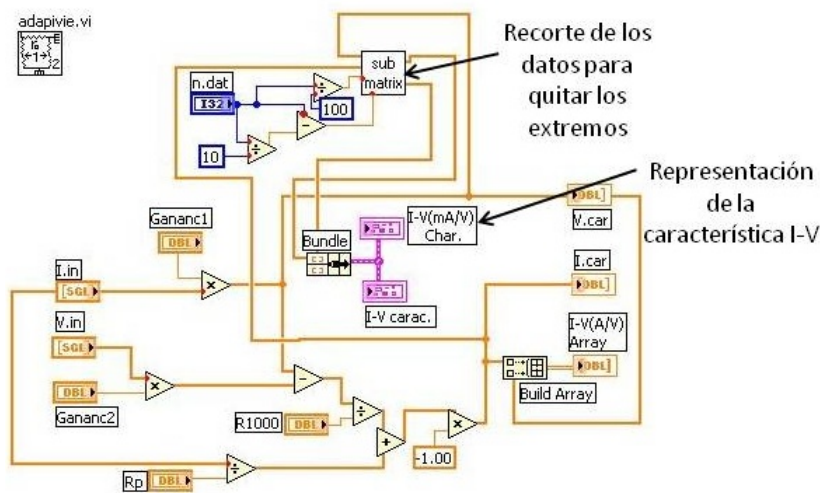 adapivie.vi
E
1
2
n.dat
I32
100
10
sub
matrix
Recorte de los
datos para
quitar los
extremos
Representación
de la
característica I-V
Gananc1
DBL
Bundle
I-V(mA/V)
Char.
DBL]
V.car
I.in
[SGL
I.car
DBL]
I-V carac.
V.in
[SGL
I-V(A/V)
Array
DBL]
DBL
Gananc2
Build Array
R1000
DBL
-1.00
Rp
DBL